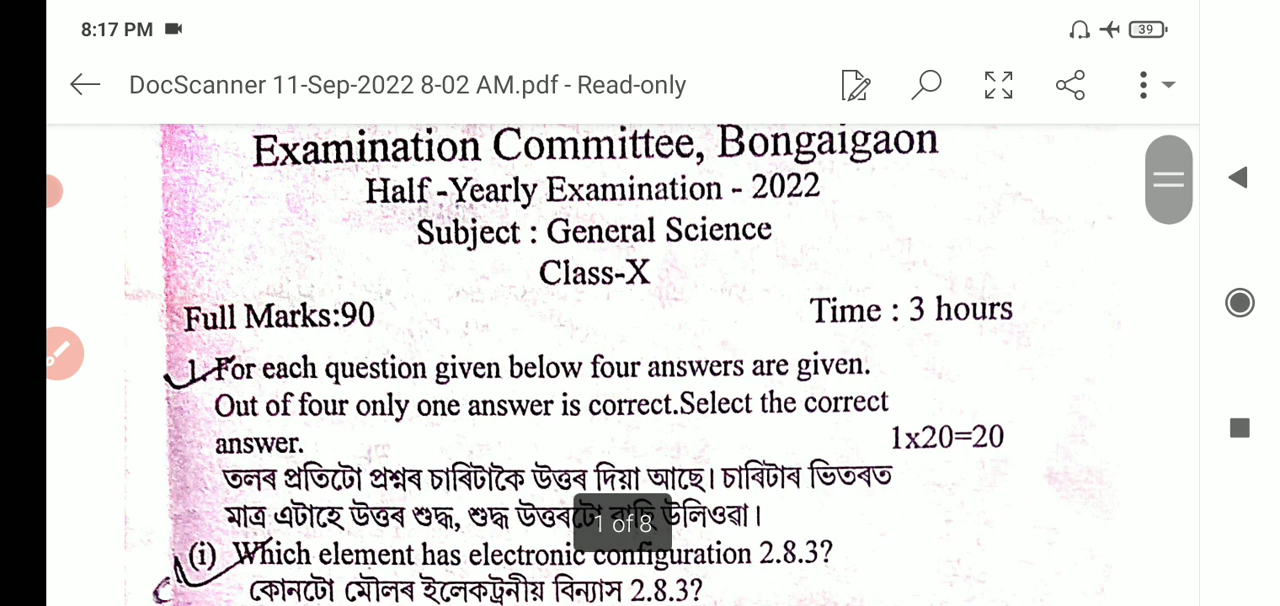 8:17 PM
39
DocScanner 11-Sep-2022 8-02 AM.pdf - Read-only
Examination Committee, Bongaigaon
Half -Yearly Examination - 2022
Subject : General Science
Class-X
Full Marks:90 Time : 3 hours
1. For each question given below four answers are given.
Out of four only one answer is correct.Select the correct
answer. 1x20=20
তলৰ প্ৰতিটো প্ৰশ্নৰ চাৰিটাকৈ উত্তৰ দিয়া আছে। চাৰিটাৰ ভিতৰত
মাত্ৰ এটাহে উত্তৰ শুদ্ধ, শুদ্ধ উত্তৰটো উলিওৱা।
1 of 8
(i) Which element has electronic configuration 2.8.3?
কোনটো মৌলৰ ইলেকট্ৰনীয় বিন্যাস 2.8.3?